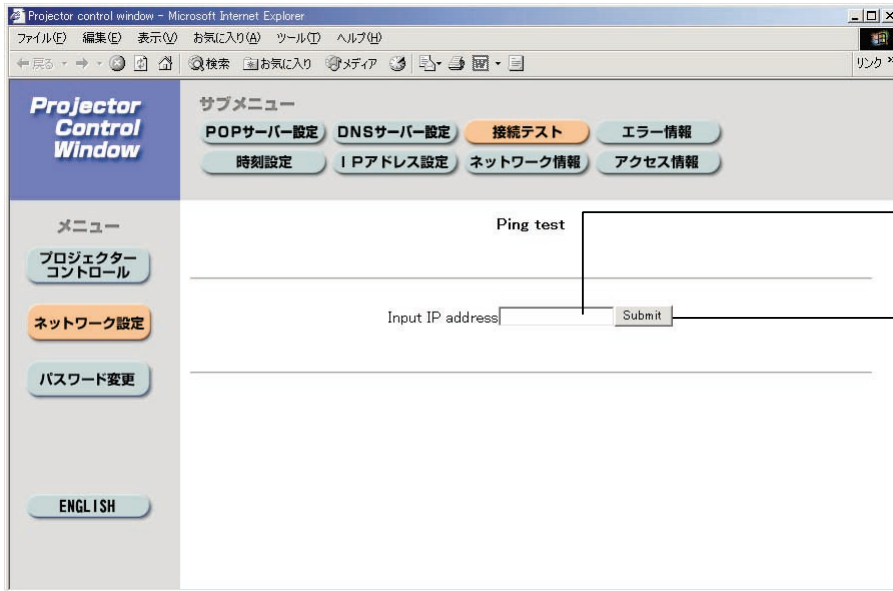 Projector control window - Microsoft Internet Explorer
ファイル(F) 編集(E) 表示(V) お気に入り(A) ツール(T) ヘルプ(H)
戻る 検索 お気に入り メディア リンク »
Projector
Control
Window
サブメニュー
POPサーバー設定 DNSサーバー設定 接続テスト エラー情報
時刻設定 IPアドレス設定 ネットワーク情報 アクセス情報
メニュー
プロジェクター
コントロール
ネットワーク設定
パスワード変更
ENGLISH
Ping test
Input IP address Submit